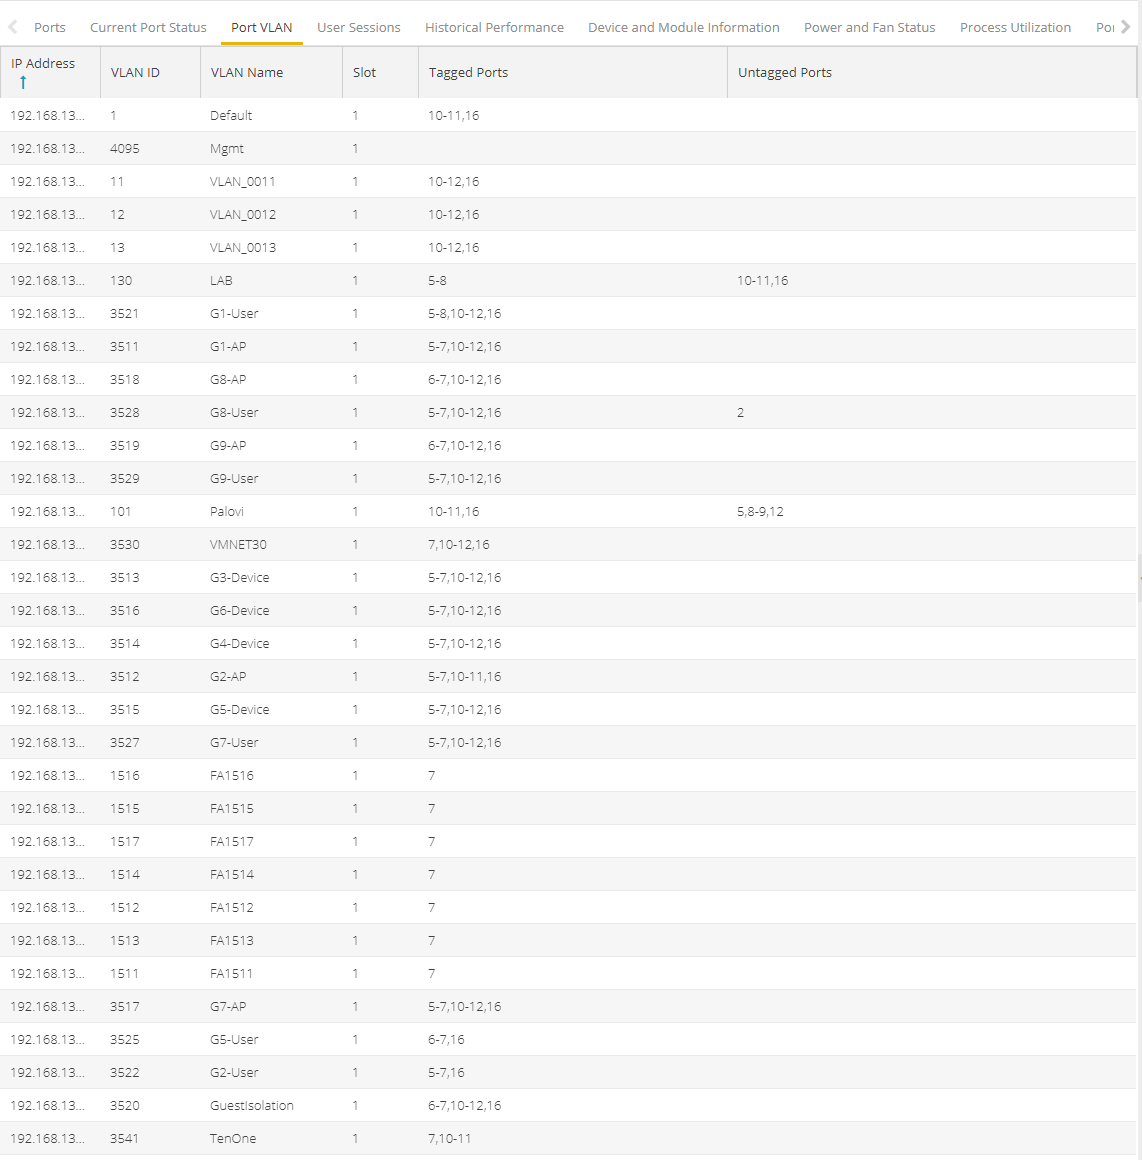 Ports Current Port Status Port VLAN User Sessions Historical Performance Device and Module Information Power and Fan Status Process Utilization Por
IP Address VLAN ID VLAN Name Slot Tagged Ports Untagged Ports
192.168.13... 1 Default 1 10-11,16
192.168.13... 4095 Mgmt 1
192.168.13... 11 VLAN_0011 1 10-12,16
192.168.13... 12 VLAN_0012 1 10-12,16
192.168.13... 13 VLAN_0013 1 10-12,16
192.168.13... 130 LAB 1 5-8 10-11,16
192.168.13... 3521 G1-User 1 5-8,10-12,16
192.168.13... 3511 G1-AP 1 5-7,10-12,16
192.168.13... 3518 G8-AP 1 6-7,10-12,16
192.168.13... 3528 G8-User 1 5-7,10-12,16 2
192.168.13... 3519 G9-AP 1 6-7,10-12,16
192.168.13... 3529 G9-User 1 5-7,10-12,16
192.168.13... 101 Palovi 1 10-11,16 5,8-9,12
192.168.13... 3530 VMNET30 1 7,10-12,16
192.168.13... 3513 G3-Device 1 5-7,10-12,16
192.168.13... 3516 G6-Device 1 5-7,10-12,16
192.168.13... 3514 G4-Device 1 5-7,10-12,16
192.168.13... 3512 G2-AP 1 5-7,10-11,16
192.168.13... 3515 G5-Device 1 5-7,10-12,16
192.168.13... 3527 G7-User 1 5-7,10-12,16
192.168.13... 1516 FA1516 1 7
192.168.13... 1515 FA1515 1 7
192.168.13... 1517 FA1517 1 7
192.168.13... 1514 FA1514 1 7
192.168.13... 1512 FA1512 1 7
192.168.13... 1513 FA1513 1 7
192.168.13... 1511 FA1511 1 7
192.168.13... 3517 G7-AP 1 5-7,10-12,16
192.168.13... 3525 G5-User 1 6-7,16
192.168.13... 3522 G2-User 1 5-7,16
192.168.13... 3520 GuestIsolation 1 6-7,10-12,16
192.168.13... 3541 TenOne 1 7,10-11